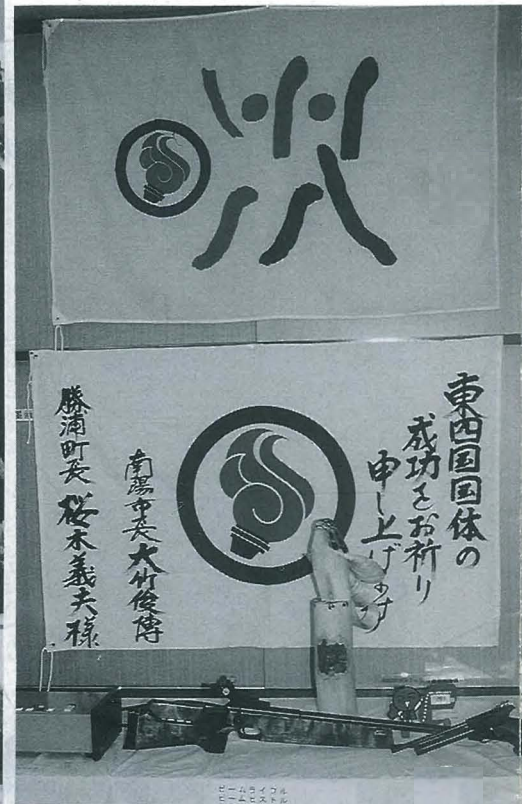 東四国国体の
成功をお祈り
申し上げます
南陽市長 大竹俊博
勝浦町長 桜木義夫様
ビームライフル
ビームピストル